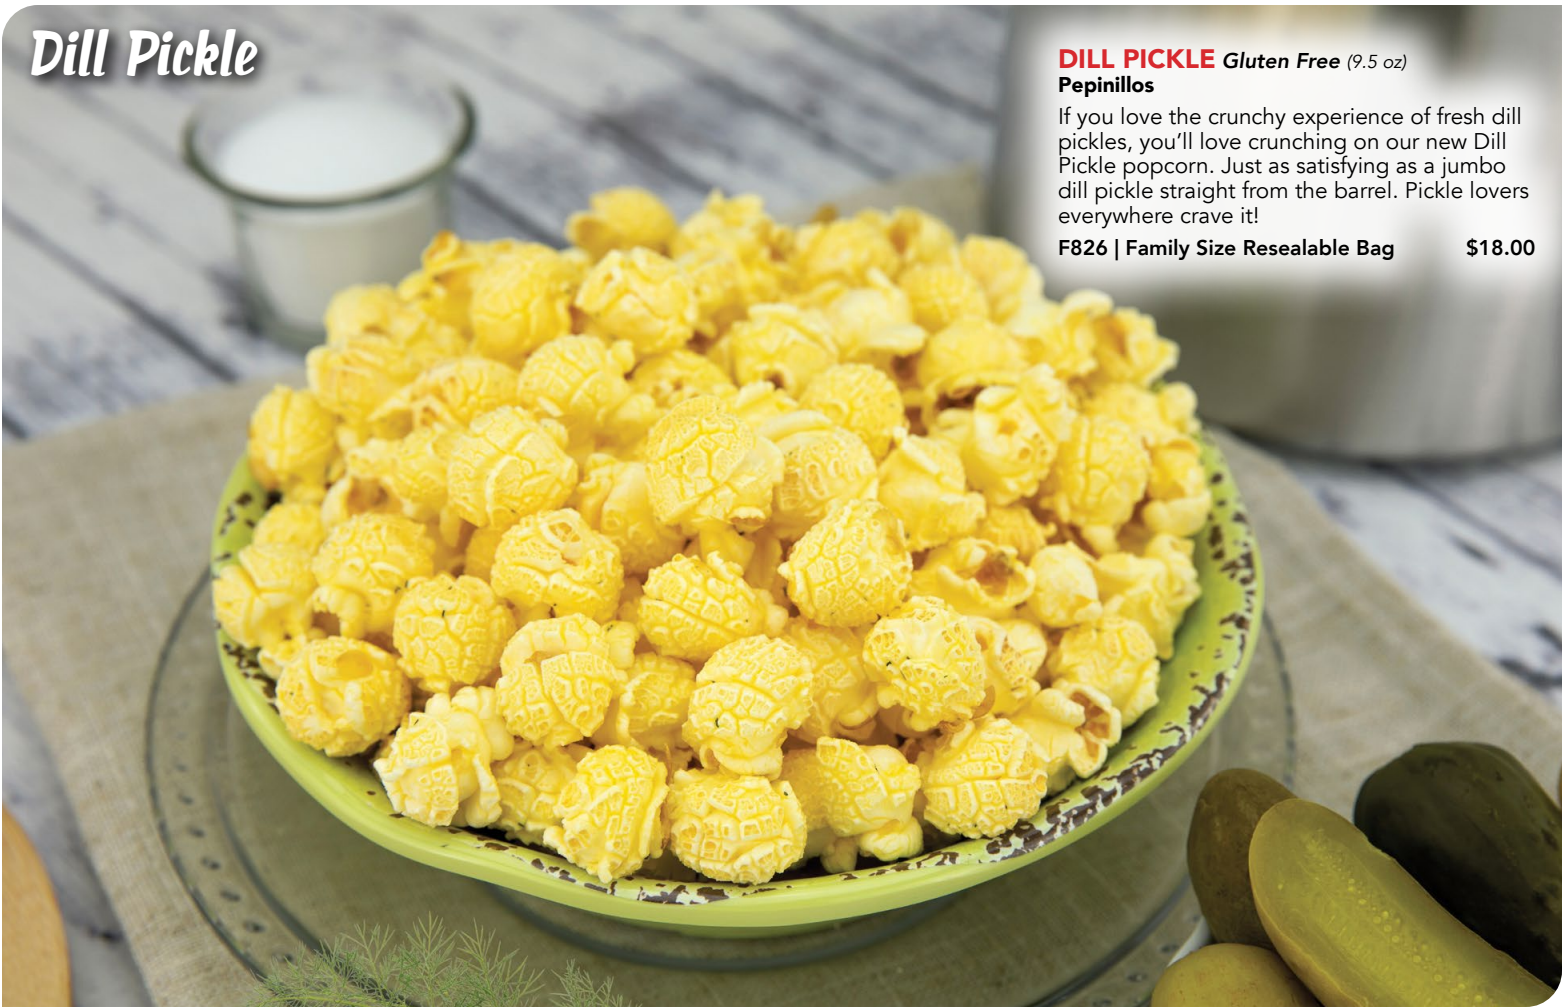 Dill Pickle
DILL PICKLE Gluten Free (9.5 oz)
Pepinillos
If you love the crunchy experience of fresh dill
pickles, you’ll love crunching on our new Dill
Pickle popcorn. Just as satisfying as a jumbo
dill pickle straight from the barrel. Pickle lovers
everywhere crave it!
F826 | Family Size Resealable Bag $18.00